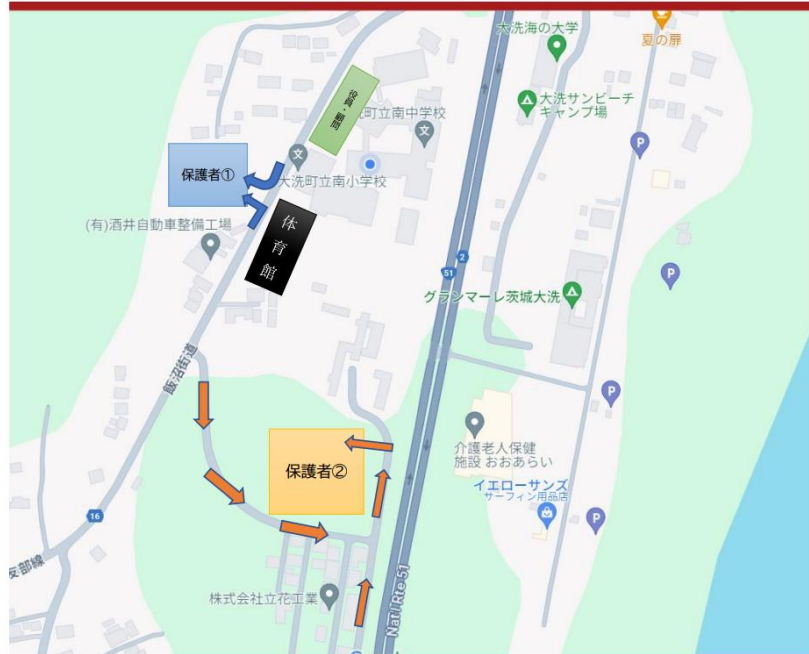 大洗海の大学
夏の扉
役員・顧問
大洗サンビーチ
キャンプ場
洗町立南中学校
保護者①
大洗町立南小学校
(有)酒井自動車整備工場
体育館
2
51
グランマーレ茨城大洗
飯沼街道
保護者②
介護老人保健
施設 おおあらい
イエローサンズ
サーフィン用品店
16
友部線
株式会社立花工業
Nat'l Rte 51
文
文
P
P
P
P